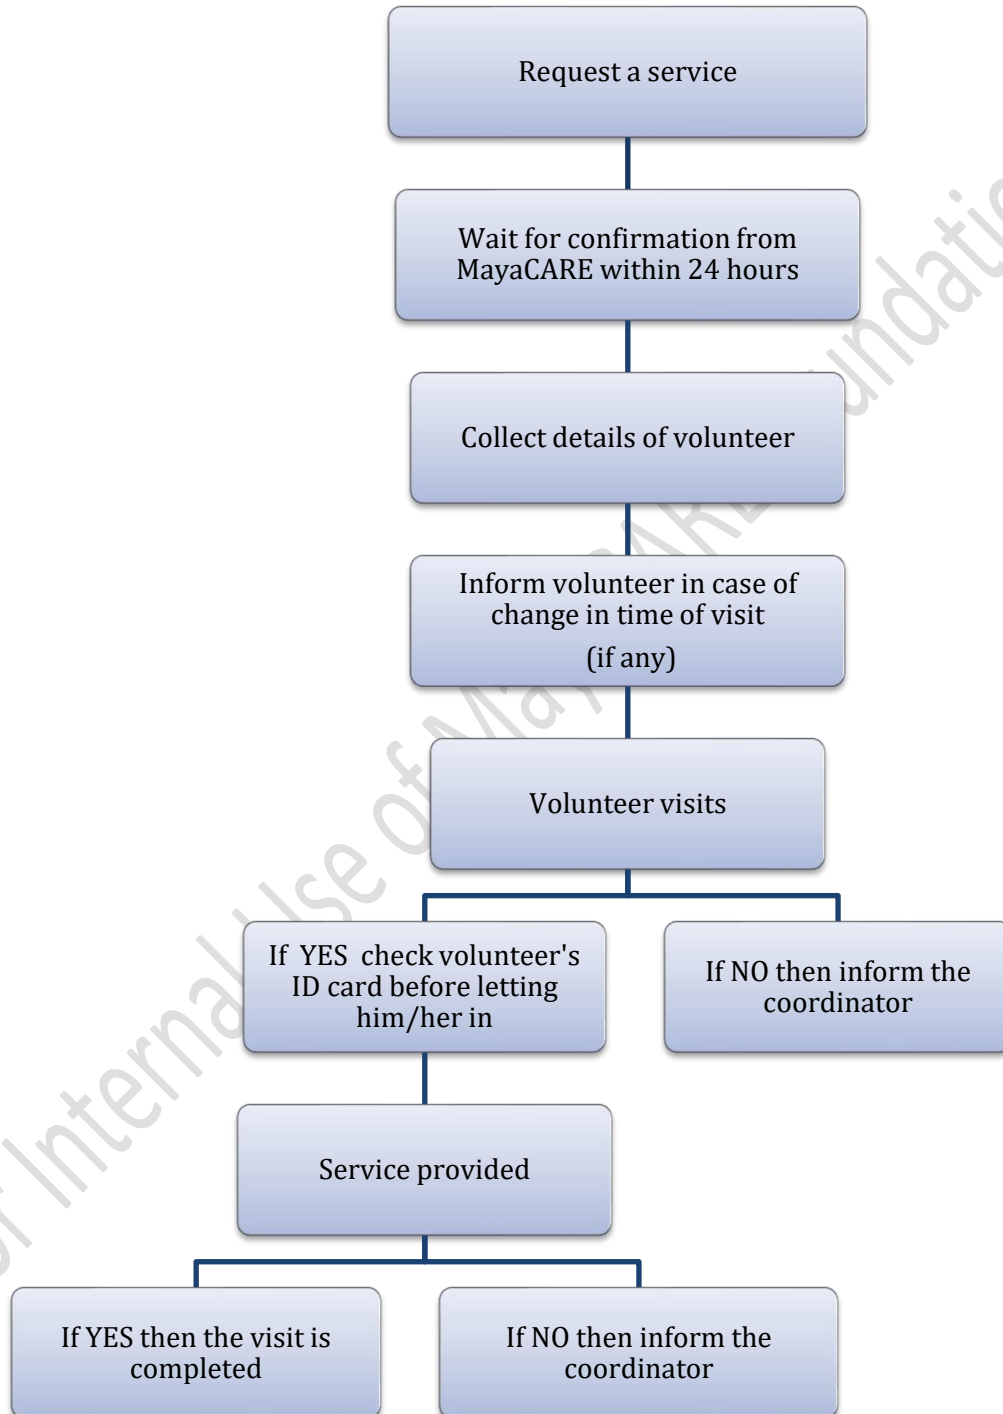 Request a service
Wait for confirmation from
MayaCARE within 24 hours
Collect details of volunteer
Inform volunteer in case of
change in time of visit
(if any)
Volunteer visits
If YES check volunteer's
ID card before letting
him/her in
If NO then inform the
coordinator
Service provided
If YES then the visit is
completed
If NO then inform the
coordinator
Internal Use of